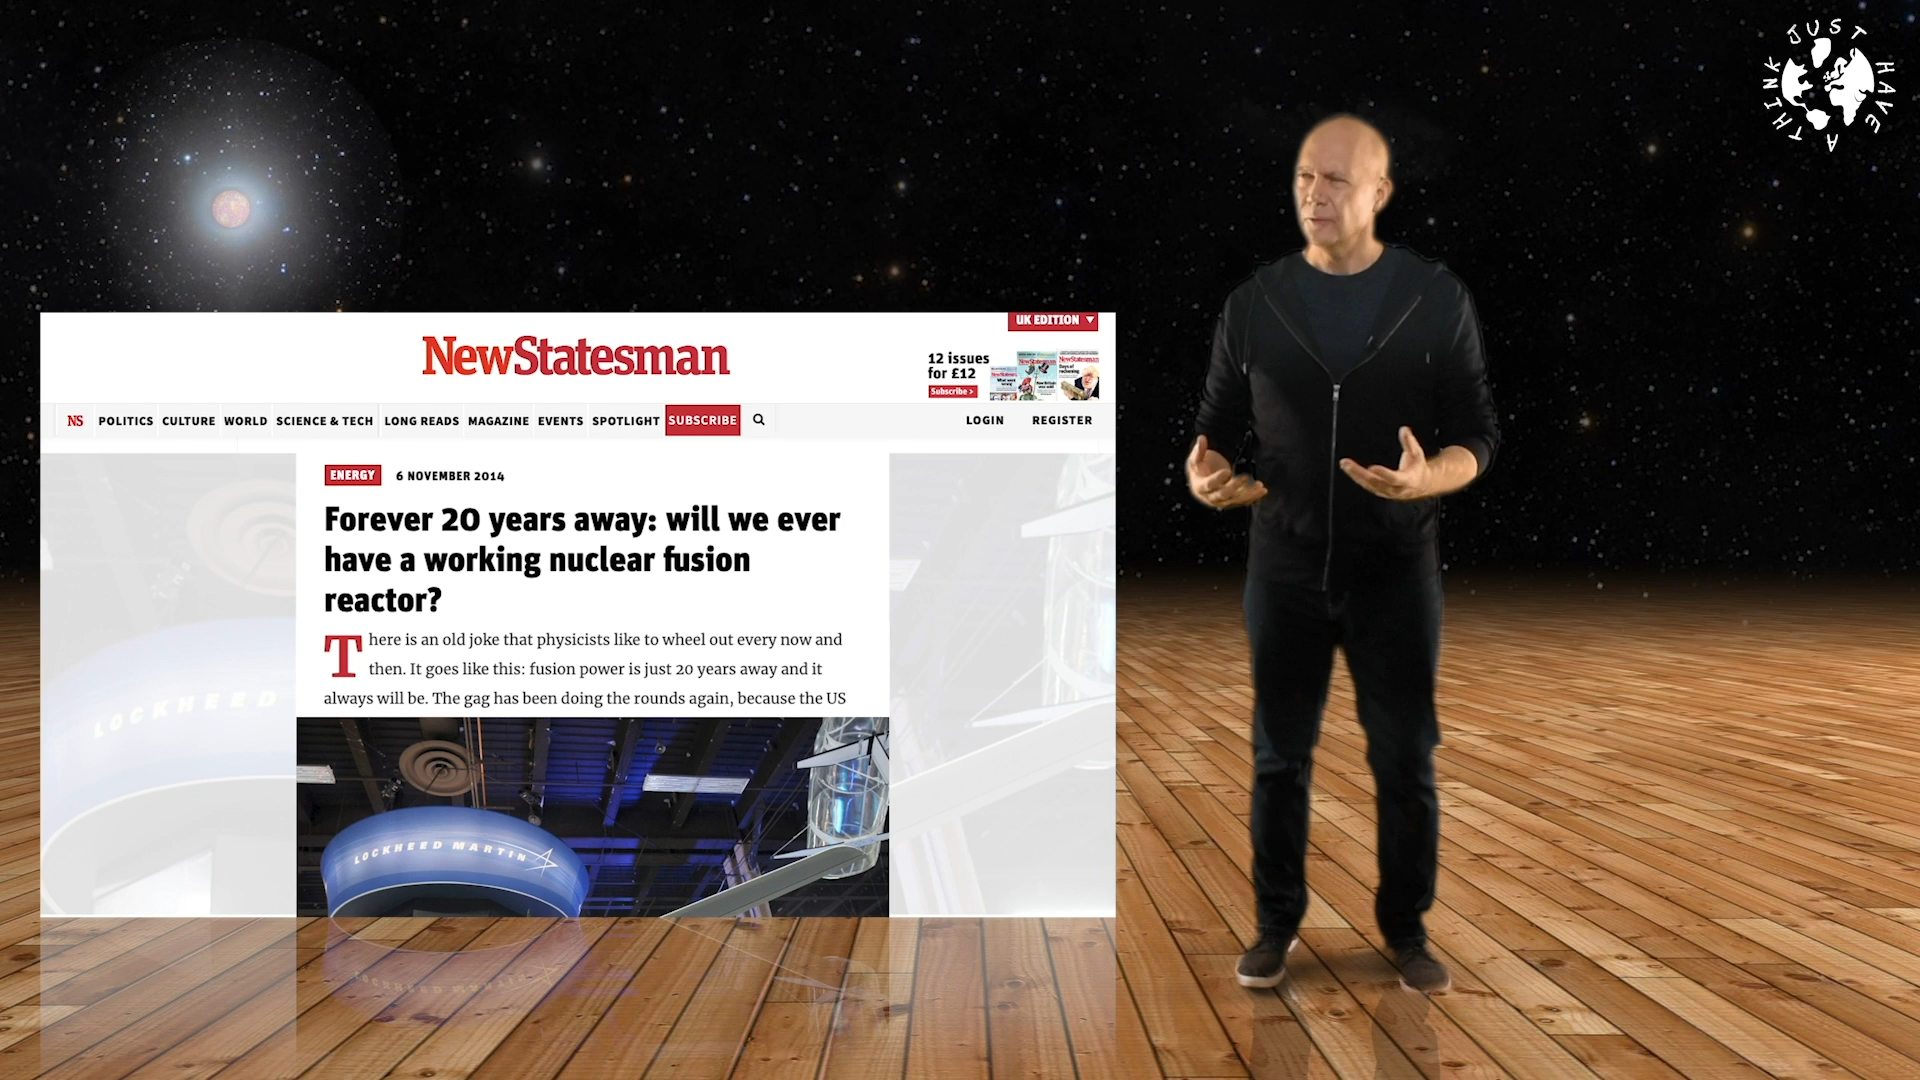 JUST HAVE A THINK
UK EDITION
NewStatesman
12 issues
for £12
Subscribe >
NS POLITICS CULTURE WORLD SCIENCE & TECH LONG READS MAGAZINE EVENTS SPOTLIGHT SUBSCRIBE LOGIN REGISTER
ENERGY 6 NOVEMBER 2014
Forever 20 years away: will we ever
have a working nuclear fusion
reactor?
There is an old joke that physicists like to wheel out every now and
then. It goes like this: fusion power is just 20 years away and it
always will be. The gag has been doing the rounds again, because the US
LOCKHEED
LOCKHEED MARTIN